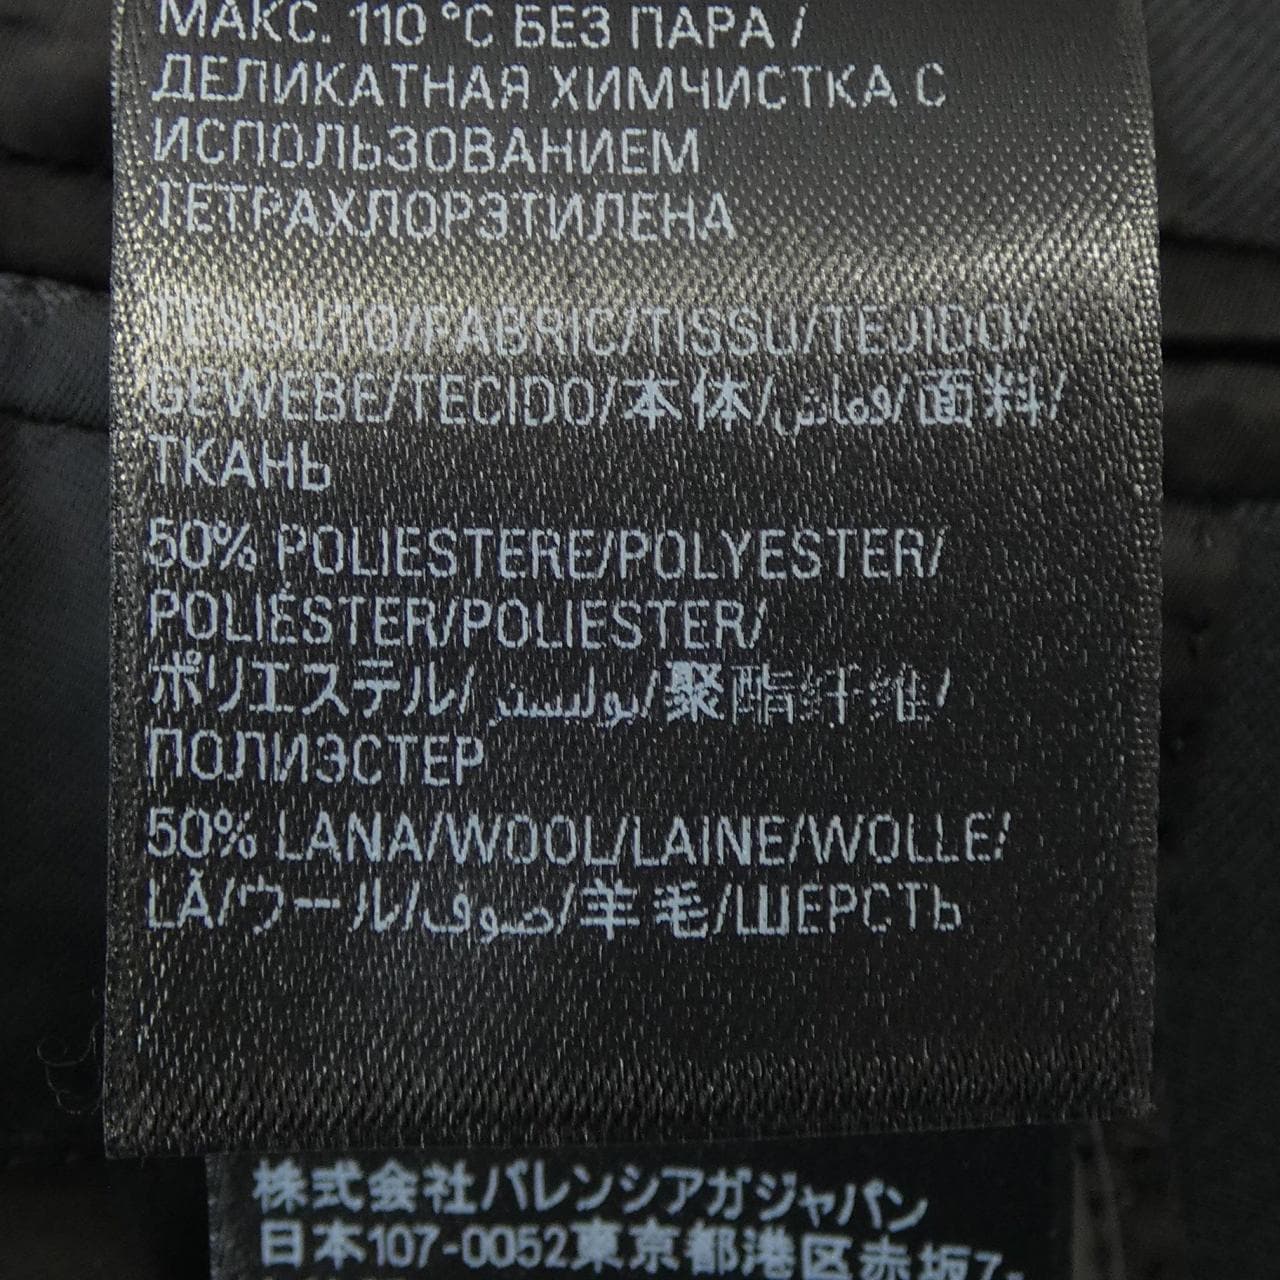 МАКС. 110 °C БЕЗ ПАРА /
ДЕЛИКАТНАЯ ХИМЧИСТКА С
ИСПОЛЬЗОВАНИЕМ
ТЕТРАХЛОРЭТИЛЕНА
TESSUTO/FABRIC/TISSU/TEJIDO/
GEWEBE/TECIDO/本体/قماش/面料/
ТКАНЬ
50% POLIESTERE/POLYESTER/
POLIÉSTER/POLIESTER/
ポリエステル/بوليستر/聚酯纤维/
ПОЛИЭСТЕР
50% LANA/WOOL/LAINE/WOLLE/
LÃ/ウール/صوف/羊毛/ШЕРСТЬ
株式会社バレンシアガジャパン
日本107-0052東京都港区赤坂7-